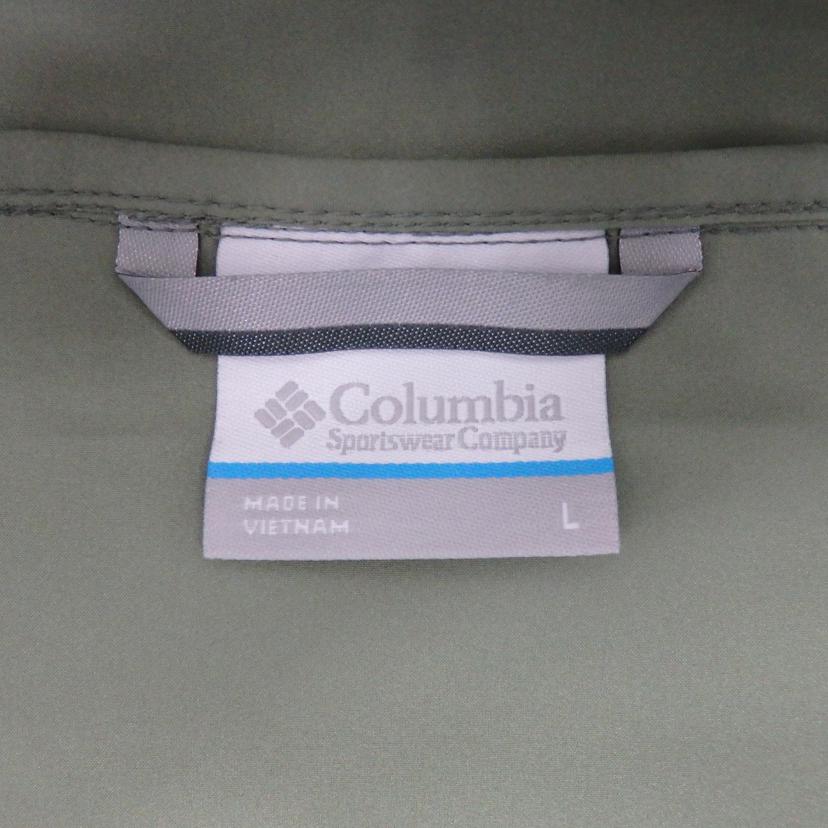 Columbia
Sportswear Company
MADE IN
VIETNAM
L